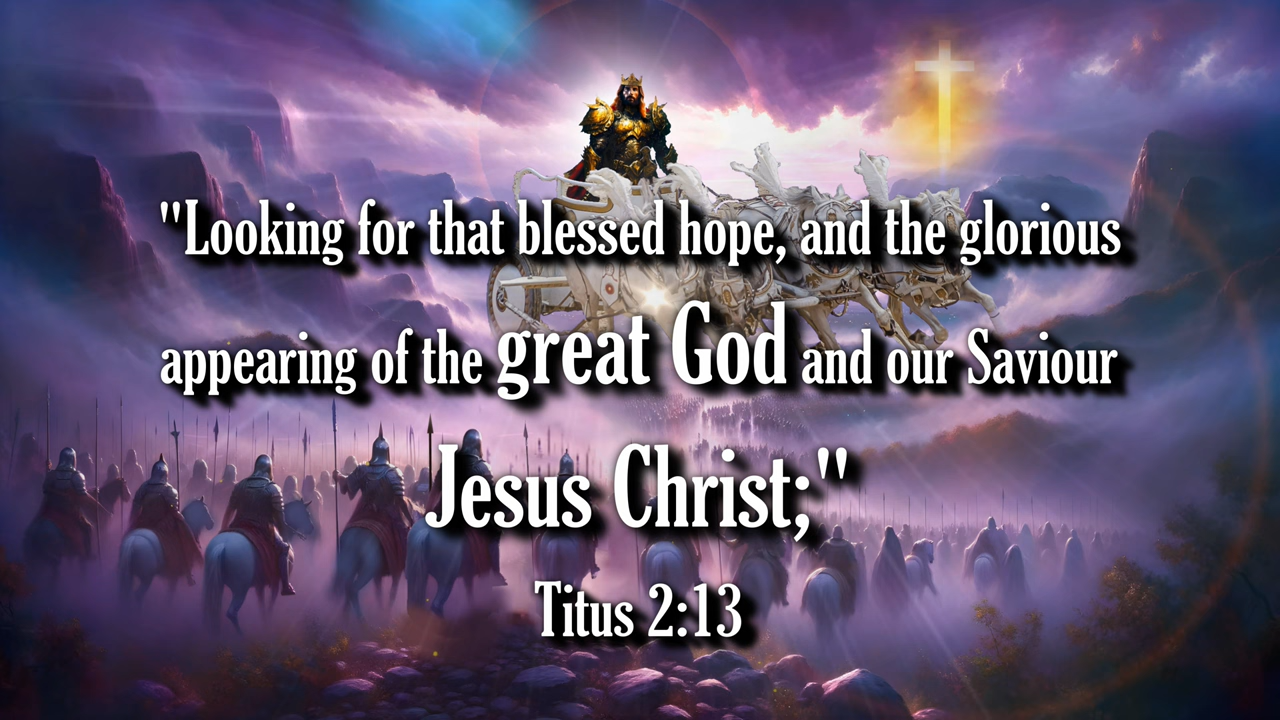 "Looking for that blessed hope, and the glorious
appearing of the great God and our Saviour
Jesus Christ;"
Titus 2:13